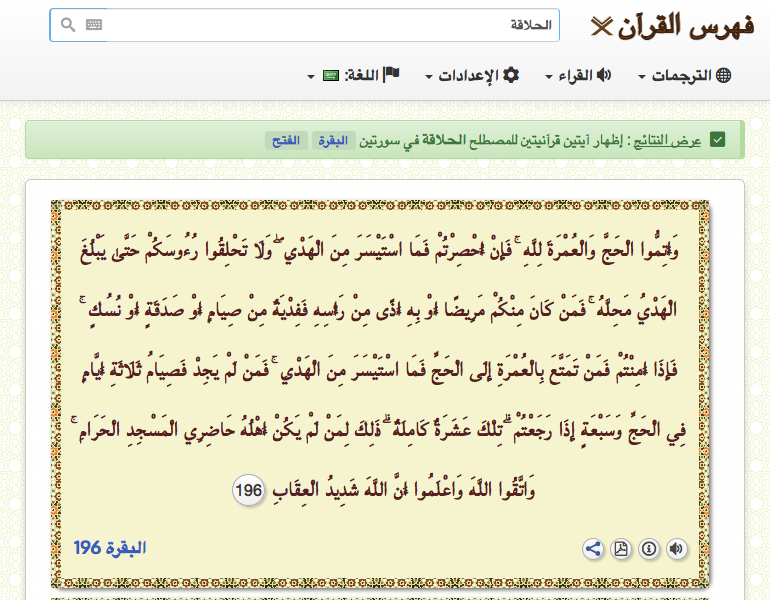 فهرس القرآن
الحلاقة
الترجمات
القراء
الإعدادات
اللغة:
عرض النتائج : إظهار آيتين قرآنيتين للمصطلح الحلاقة في سورتين البقرة الفتح
وَأَتِمُّوا الْحَجَّ وَالْعُمْرَةَ لِلَّهِ ۚ فَإِنْ أُحْصِرْتُمْ فَمَا اسْتَيْسَرَ مِنَ الْهَدْيِ ۖ وَلَا تَحْلِقُوا رُءُوسَكُمْ حَتَّىٰ يَبْلُغَ
الْهَدْيُ مَحِلَّهُ ۚ فَمَنْ كَانَ مِنْكُمْ مَرِيضًا أَوْ بِهِ أَذًى مِنْ رَأْسِهِ فَفِدْيَةٌ مِنْ صِيَامٍ أَوْ صَدَقَةٍ أَوْ نُسُكٍ ۚ
فَإِذَا أَمِنْتُمْ فَمَنْ تَمَتَّعَ بِالْعُمْرَةِ إِلَى الْحَجِّ فَمَا اسْتَيْسَرَ مِنَ الْهَدْيِ ۚ فَمَنْ لَمْ يَجِدْ فَصِيَامُ ثَلَاثَةِ أَيَّامٍ
فِي الْحَجِّ وَسَبْعَةٍ إِذَا رَجَعْتُمْ ۗ تِلْكَ عَشَرَةٌ كَامِلَةٌ ۗ ذَٰلِكَ لِمَنْ لَمْ يَكُنْ أَهْلُهُ حَاضِرِي الْمَسْجِدِ الْحَرَامِ ۚ
وَاتَّقُوا اللَّهَ وَاعْلَمُوا أَنَّ اللَّهَ شَدِيدُ الْعِقَابِ 196
البقرة 196